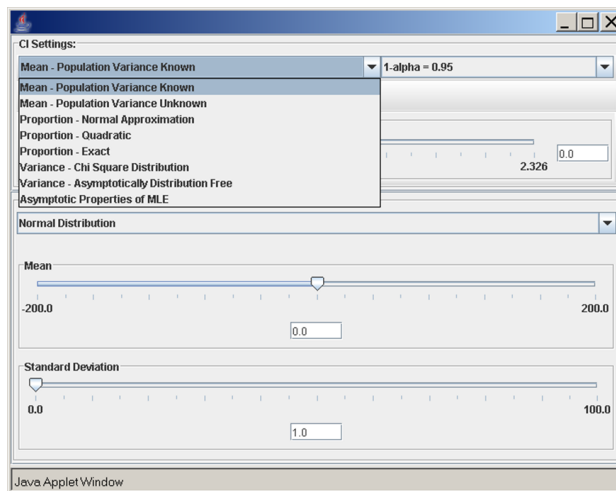 CI Settings:
Mean - Population Variance Known 1-alpha = 0.95
Mean - Population Variance Known
Mean - Population Variance Unknown
Proportion - Normal Approximation
Proportion - Quadratic
Proportion - Exact
Variance - Chi Square Distribution
Variance - Asymptotically Distribution Free
Asymptotic Properties of MLE
2.326 0.0
Normal Distribution
Mean
-200.0 200.0
0.0
Standard Deviation
0.0 100.0
1.0
Java Applet Window